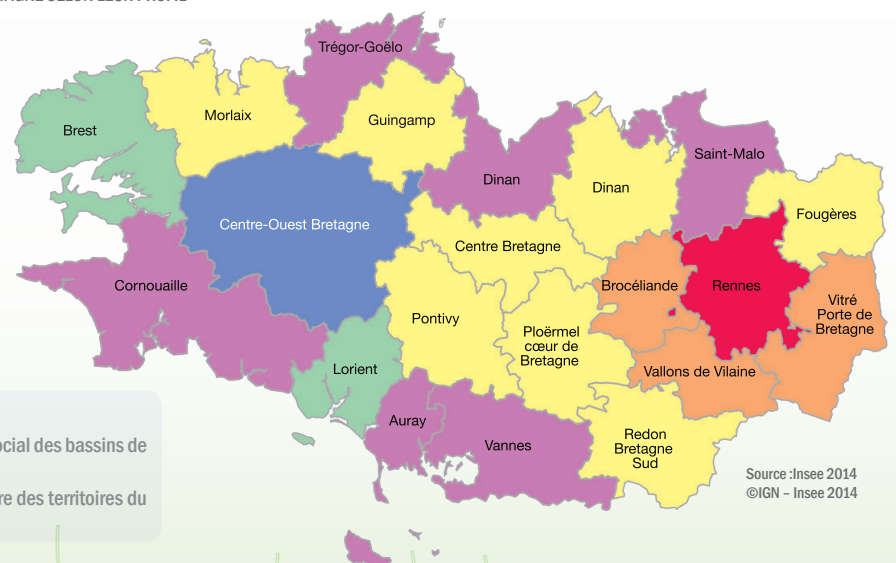 Trégor-Goëlo
Morlaix
Guingamp
Brest
Saint-Malo
Dinan
Dinan
Fougères
Centre-Ouest Bretagne
Centre Bretagne
Cornouaille
Brocéliande
Rennes
Vitré
Porte de
Bretagne
Pontivy
Ploërmel
cœur de
Bretagne
Lorient
Vallons de Vilaine
Auray
Vannes
Redon
Bretagne
Sud
social des bassins de
re des territoires du
Source :Insee 2014
©IGN – Insee 2014